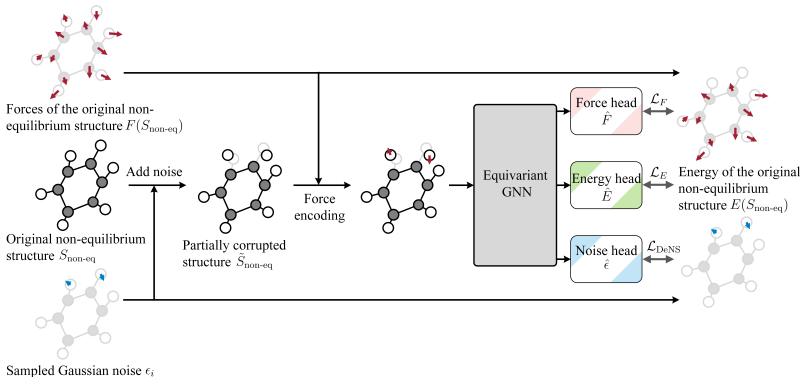 Forces of the original non-
equilibrium structure F(S_non-eq)
Add noise
Original non-equilibrium
structure S_non-eq
Partially corrupted
structure S̃_non-eq
Force
encoding
Sampled Gaussian noise ϵ_i
Equivariant
GNN
Force head
F̂
ℒ_F
Energy head
Ê
ℒ_E
Noise head
ϵ̂
ℒ_DeNS
Energy of the original
non-equilibrium
structure E(S_non-eq)